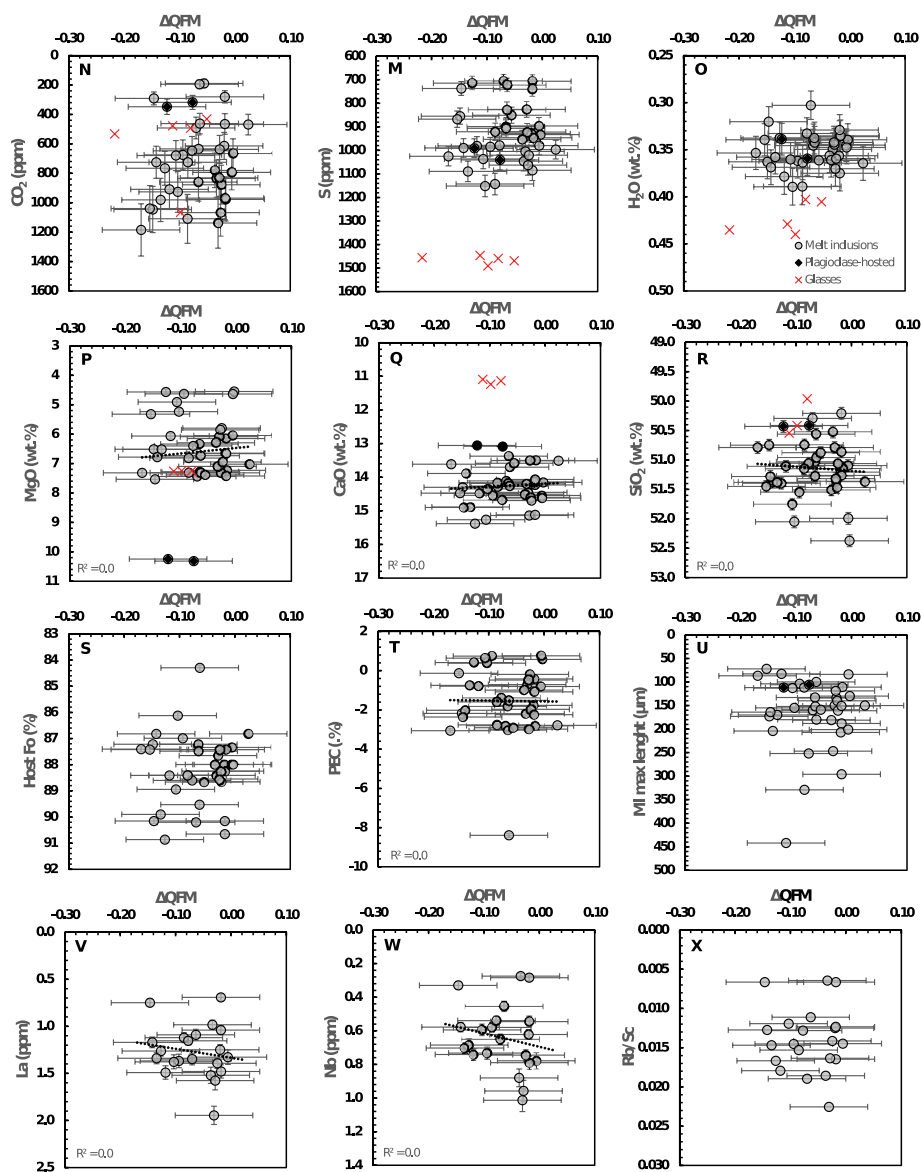 ΔQFM
-0.30 -0.20 -0.10 0.00 0.10
N
0
200
400
600
800
1000
1200
1400
1600
CO₂ (ppm)
ΔQFM
-0.30 -0.20 -0.10 0.00 0.10
M
600
700
800
900
1000
1100
1200
1300
1400
1500
1600
S (ppm)
ΔQFM
-0.30 -0.20 -0.10 0.00 0.10
O
0.25
0.30
0.35
0.40
0.45
0.50
H₂O (wt.%)
Melt inclusions
Plagioclase-hosted
Glasses
-0.30 -0.20 -0.10 0.00 0.10
P
3
4
5
6
7
8
9
10
11
MgO (wt.%)
R² =0.0
-0.30 -0.20 -0.10 0.00 0.10
Q
11
12
13
14
15
16
17
CaO (wt.%)
-0.30 -0.20 -0.10 0.00 0.10
R
49.0
49.5
50.0
50.5
51.0
51.5
52.0
52.5
53.0
SiO₂ (wt.%)
R² =0.0
ΔQFM
-0.30 -0.20 -0.10 0.00 0.10
S
83
84
85
86
87
88
89
90
91
92
Host Fo (%)
ΔQFM
-0.30 -0.20 -0.10 0.00 0.10
T
2
0
−2
−4
−6
−8
−10
PEC (. %)
R² =0.0
ΔQFM
-0.30 -0.20 -0.10 0.00 0.10
U
0
50
100
150
200
250
300
350
400
450
500
MI max lenght (µm)
ΔQFM
-0.30 -0.20 -0.10 0.00 0.10
V
0.0
0.5
1.0
1.5
2.0
2.5
La (ppm)
R² =0.0
ΔQFM
-0.30 -0.20 -0.10 0.00 0.10
W
0.0
0.2
0.4
0.6
0.8
1.0
1.2
1.4
Nb (ppm)
R² =0.0
ΔQFM
-0.30 -0.20 -0.10 0.00 0.10
X
0.000
0.005
0.010
0.015
0.020
0.025
0.030
Rb/Sc